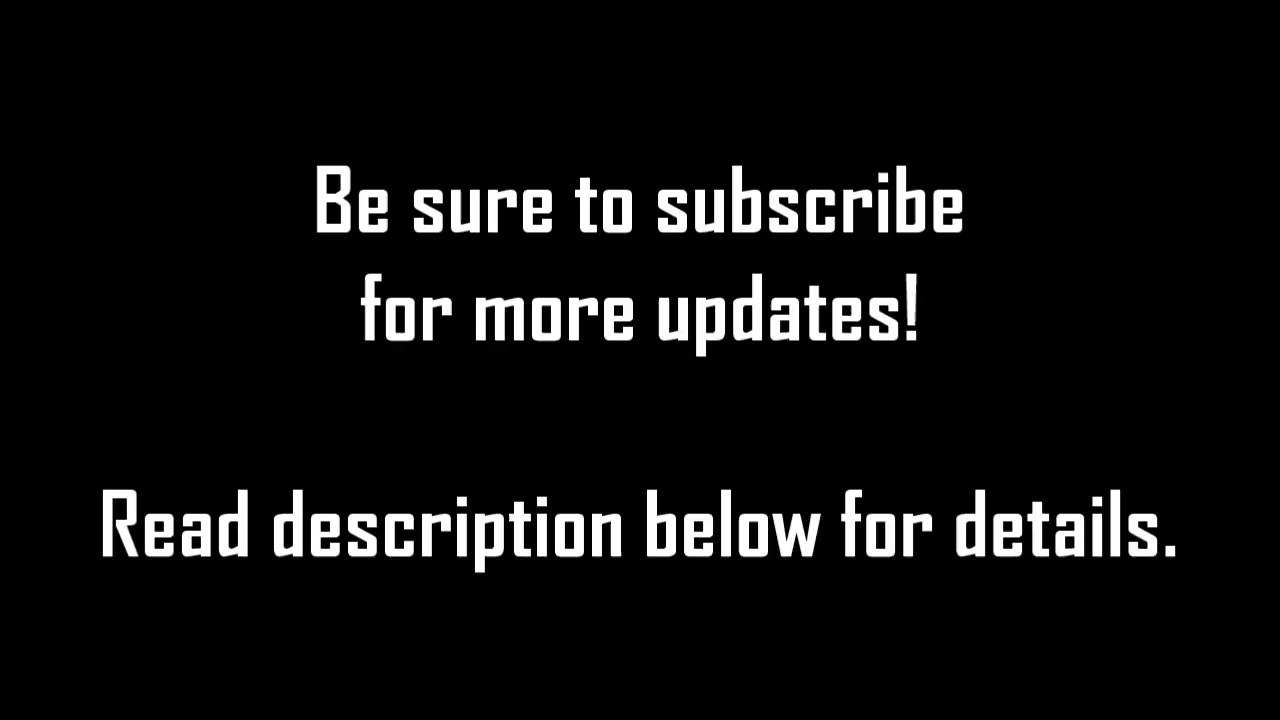 Be sure to subscribe
for more updates!
Read description below for details.